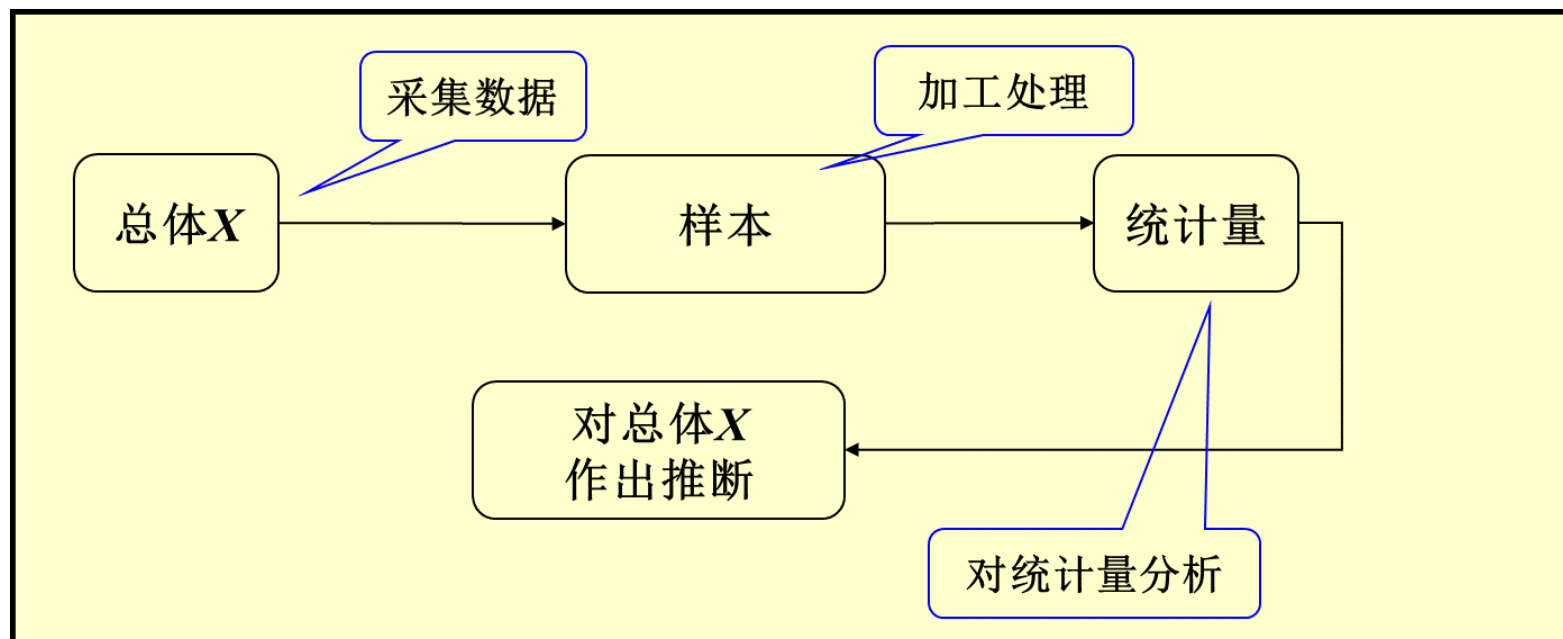 采集数据
加工处理
总体X
样本
统计量
对总体X
作出推断
对统计量分析